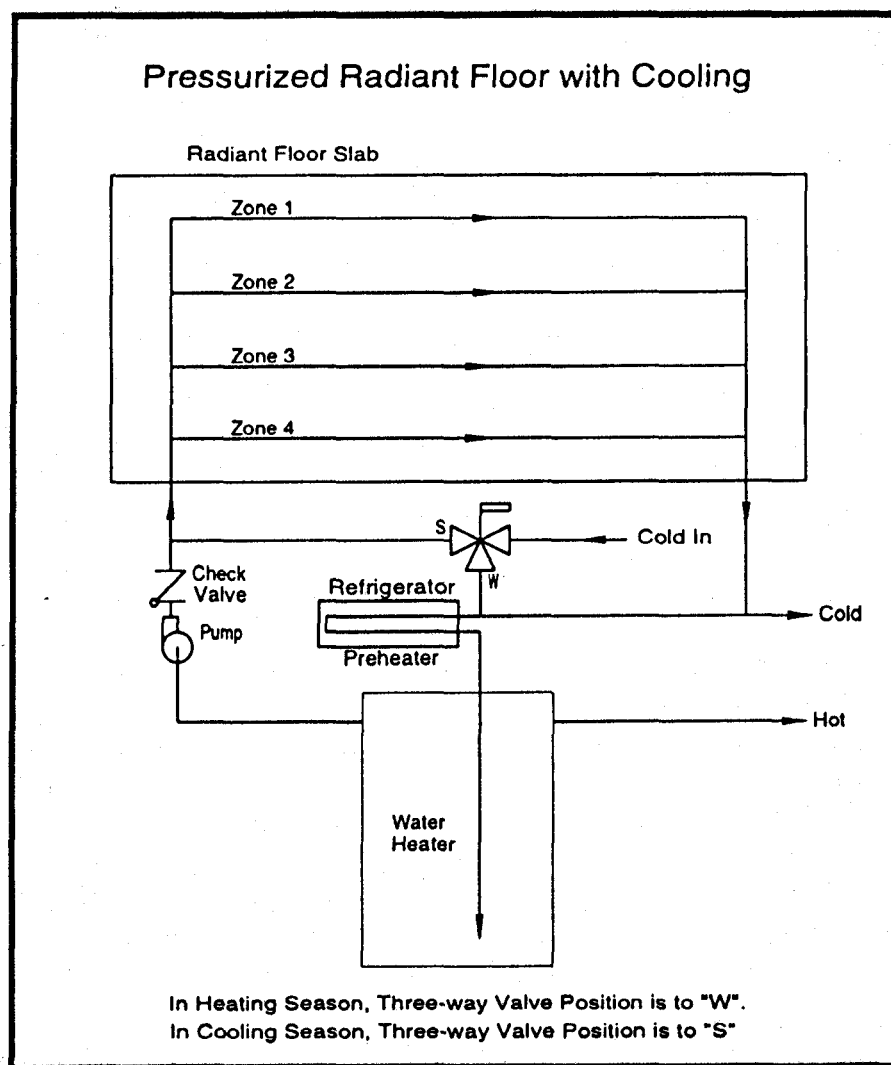 Pressurized Radiant Floor with Cooling
Radiant Floor Slab
Zone 1
Zone 2
Zone 3
Zone 4
S
Cold In
W
Check
Valve
Refrigerator
Cold
Pump
Preheater
Hot
Water
Heater
In Heating Season, Three-way Valve Position is to "W".
In Cooling Season, Three-way Valve Position is to "S"